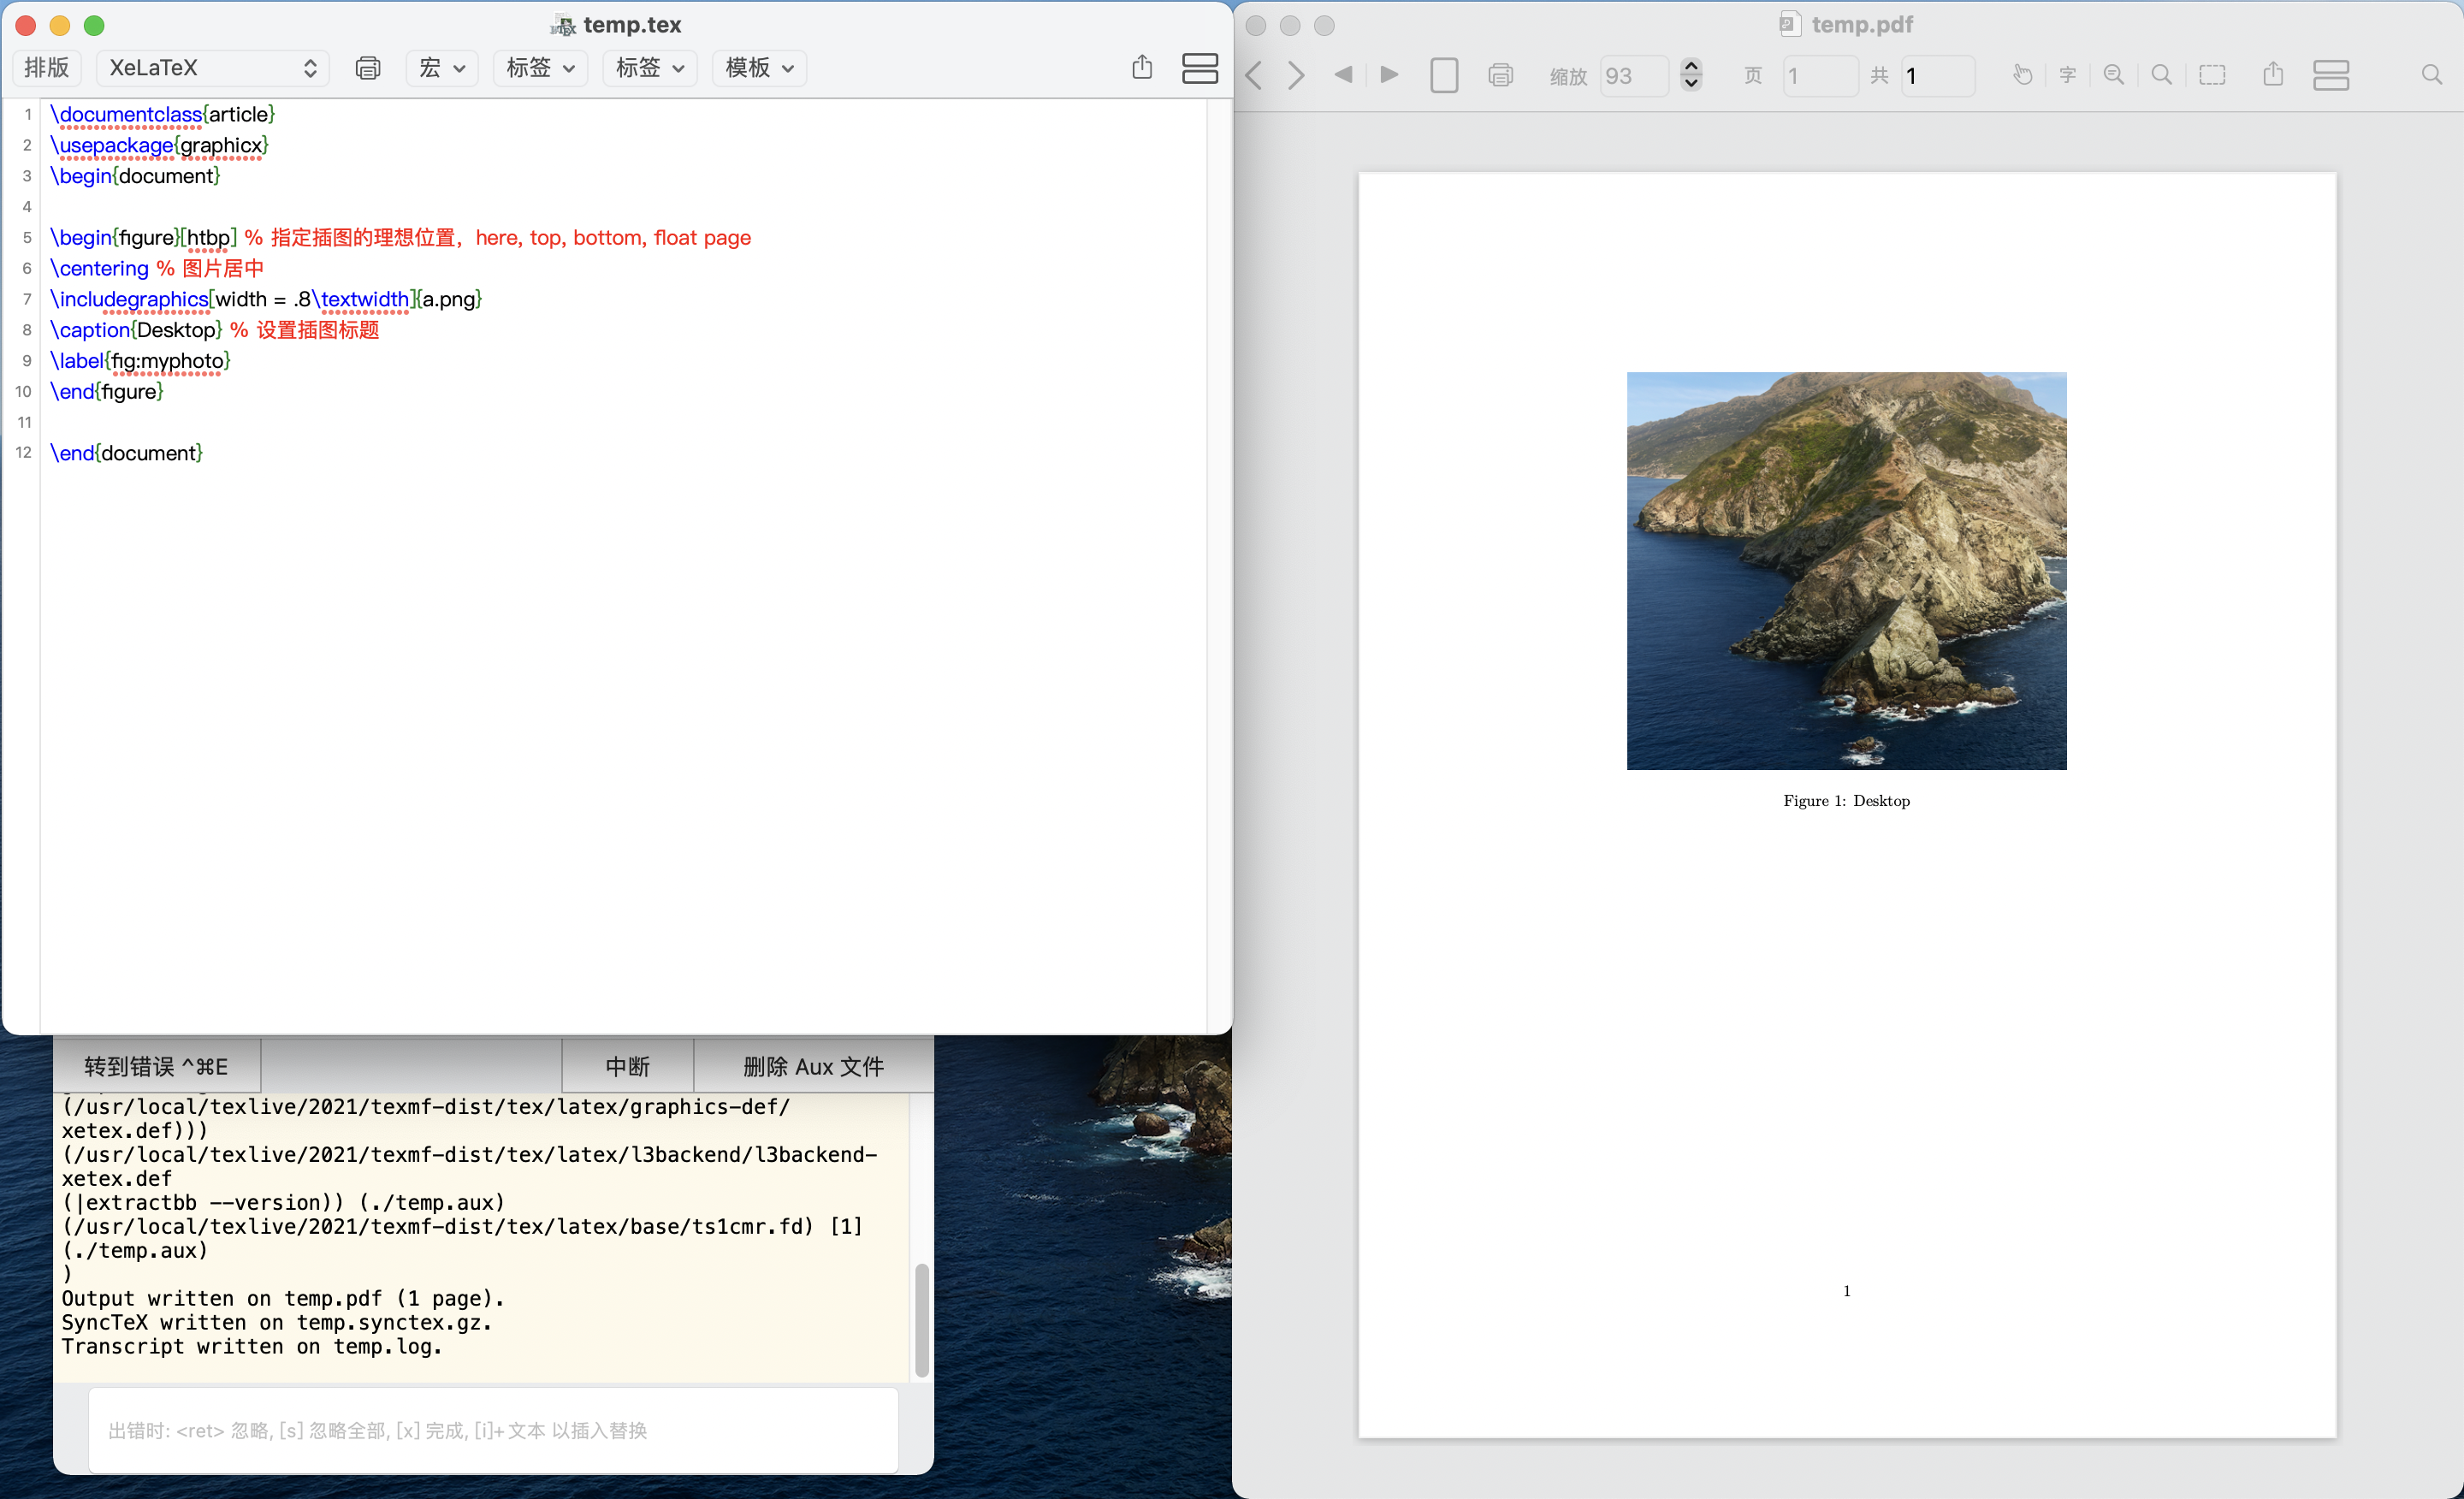 temp.tex
排版 XeLaTeX 宏 标签 标签 模板
1 \documentclass{article}
2 \usepackage{graphicx}
3 \begin{document}
4
5 \begin{figure}[htbp] % 指定插图的理想位置，here, top, bottom, float page
6 \centering % 图片居中
7 \includegraphics[width = .8\textwidth]{a.png}
8 \caption{Desktop} % 设置插图标题
9 \label{fig:myphoto}
10 \end{figure}
11
12 \end{document}
转到错误 ^⌘E 中断 删除 Aux 文件
(/usr/local/texlive/2021/texmf-dist/tex/latex/graphics-def/
xetex.def)))
(/usr/local/texlive/2021/texmf-dist/tex/latex/l3backend/l3backend-
xetex.def
(|extractbb --version)) (./temp.aux)
(/usr/local/texlive/2021/texmf-dist/tex/latex/base/ts1cmr.fd) [1]
(./temp.aux)
)
Output written on temp.pdf (1 page).
SyncTeX written on temp.synctex.gz.
Transcript written on temp.log.
出错时: <ret> 忽略, [s] 忽略全部, [x] 完成, [i]+ 文本 以插入替换
temp.pdf
缩放 93 页 1 共 1 字
Figure 1: Desktop
1